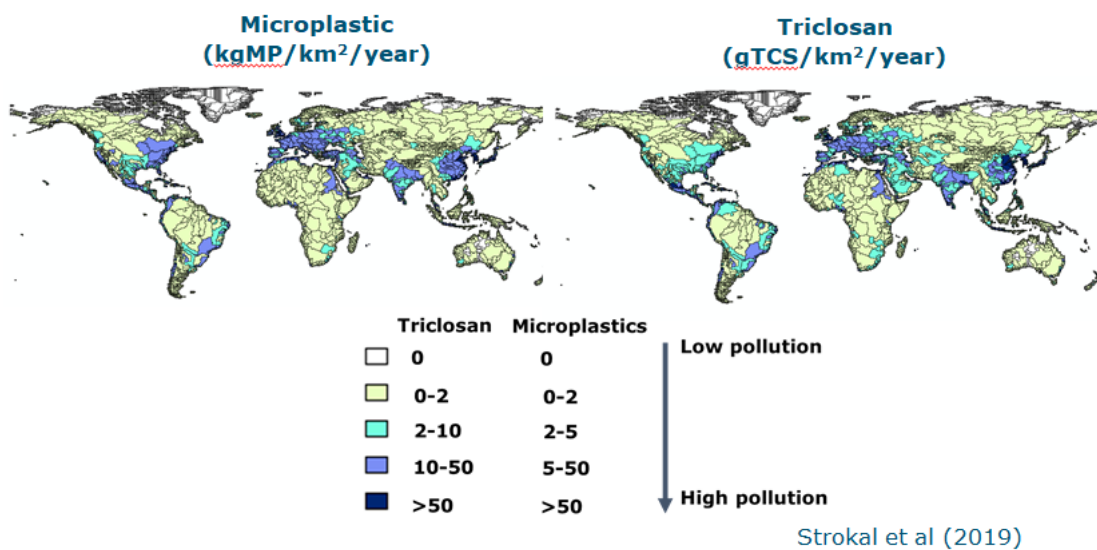 Microplastic
(kgMP/km²/year)
Triclosan
(gTCS/km²/year)
Triclosan Microplastics
0 0
0-2 0-2
2-10 2-5
10-50 5-50
>50 >50
Low pollution
High pollution
Strokal et al (2019)